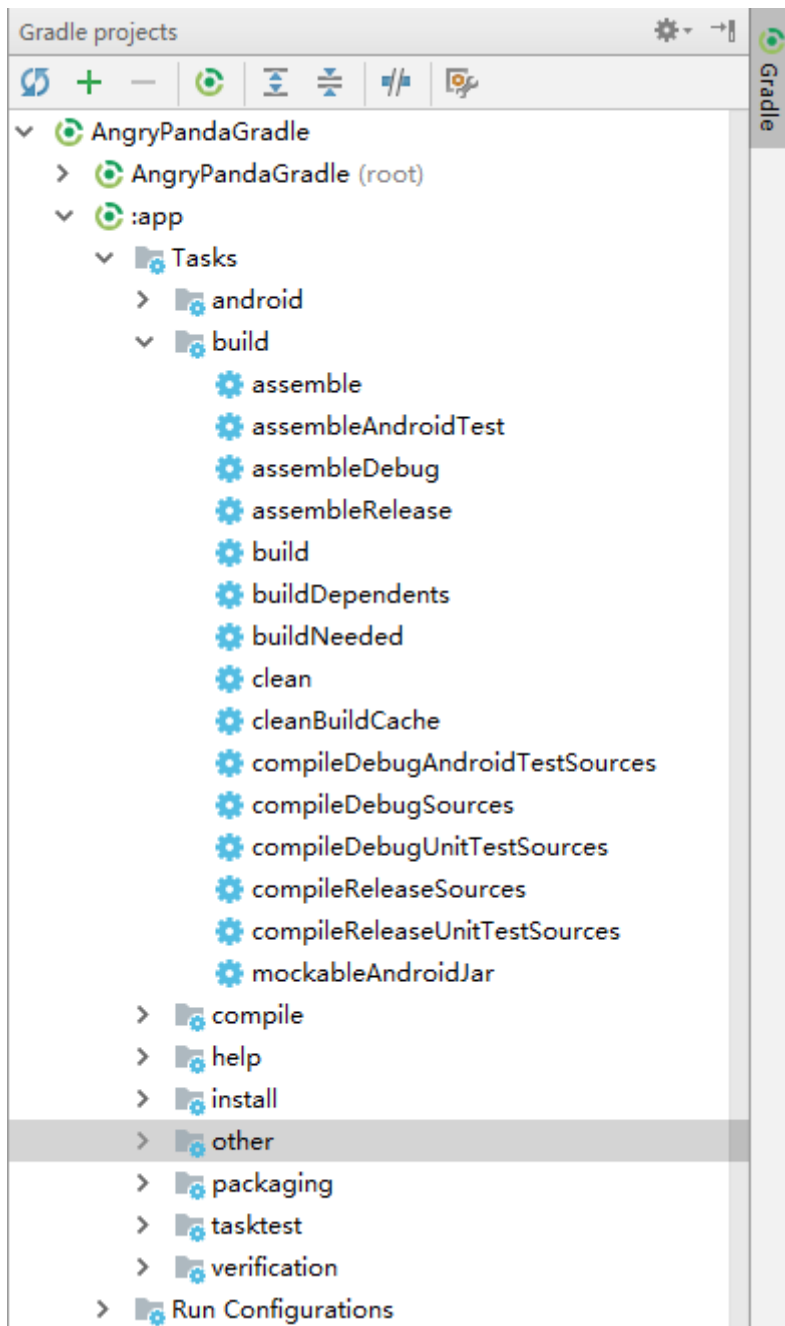 Gradle projects
Gradle
AngryPandaGradle
AngryPandaGradle (root)
:app
Tasks
android
build
assemble
assembleAndroidTest
assembleDebug
assembleRelease
build
buildDependents
buildNeeded
clean
cleanBuildCache
compileDebugAndroidTestSources
compileDebugSources
compileDebugUnitTestSources
compileReleaseSources
compileReleaseUnitTestSources
mockableAndroidJar
compile
help
install
other
packaging
tasktest
verification
Run Configurations